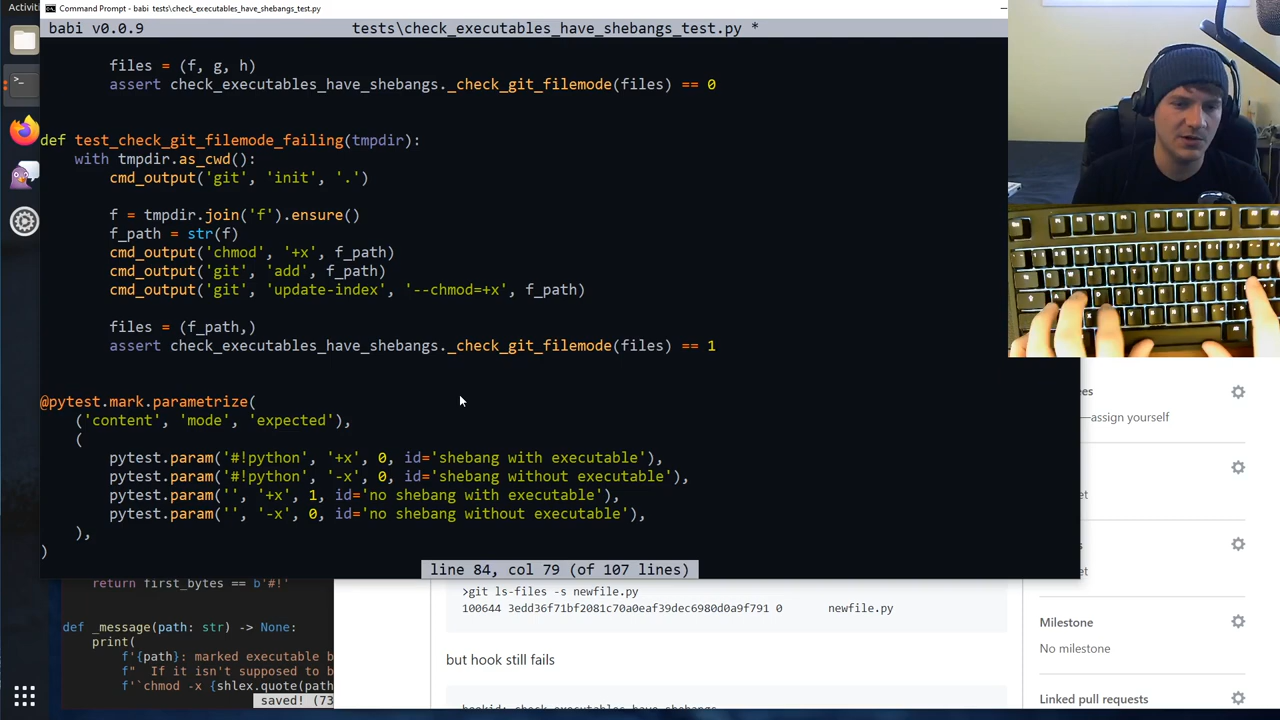 Activiti
Command Prompt - babi tests\check_executables_have_shebangs_test.py
babi v0.0.9 tests\check_executables_have_shebangs_test.py *
files = (f, g, h)
assert check_executables_have_shebangs._check_git_filemode(files) == 0
def test_check_git_filemode_failing(tmpdir):
with tmpdir.as_cwd():
cmd_output('git', 'init', '.')
f = tmpdir.join('f').ensure()
f_path = str(f)
cmd_output('chmod', '+x', f_path)
cmd_output('git', 'add', f_path)
cmd_output('git', 'update-index', '--chmod=+x', f_path)
files = (f_path,)
assert check_executables_have_shebangs._check_git_filemode(files) == 1
@pytest.mark.parametrize(
('content', 'mode', 'expected'),
(
pytest.param('#!python', '+x', 0, id='shebang with executable'),
pytest.param('#!python', '-x', 0, id='shebang without executable'),
pytest.param('', '+x', 1, id='no shebang with executable'),
pytest.param('', '-x', 0, id='no shebang without executable'),
),
)
line 84, col 79 (of 107 lines)
return first_bytes == b'#!'
def _message(path: str) -> None:
print(
f'{path}: marked executable b
f" If it isn't supposed to b
f'`chmod -x {shlex.quote(path
saved! (73
>git ls-files -s newfile.py
100644 3edd36f71bf2081c70a0eaf39dec6980d0a9f791 0 newfile.py
but hook still fails
hookid: check_executables_have_shebangs
ees
—assign yourself
et
s
et
Milestone
No milestone
Linked pull requests